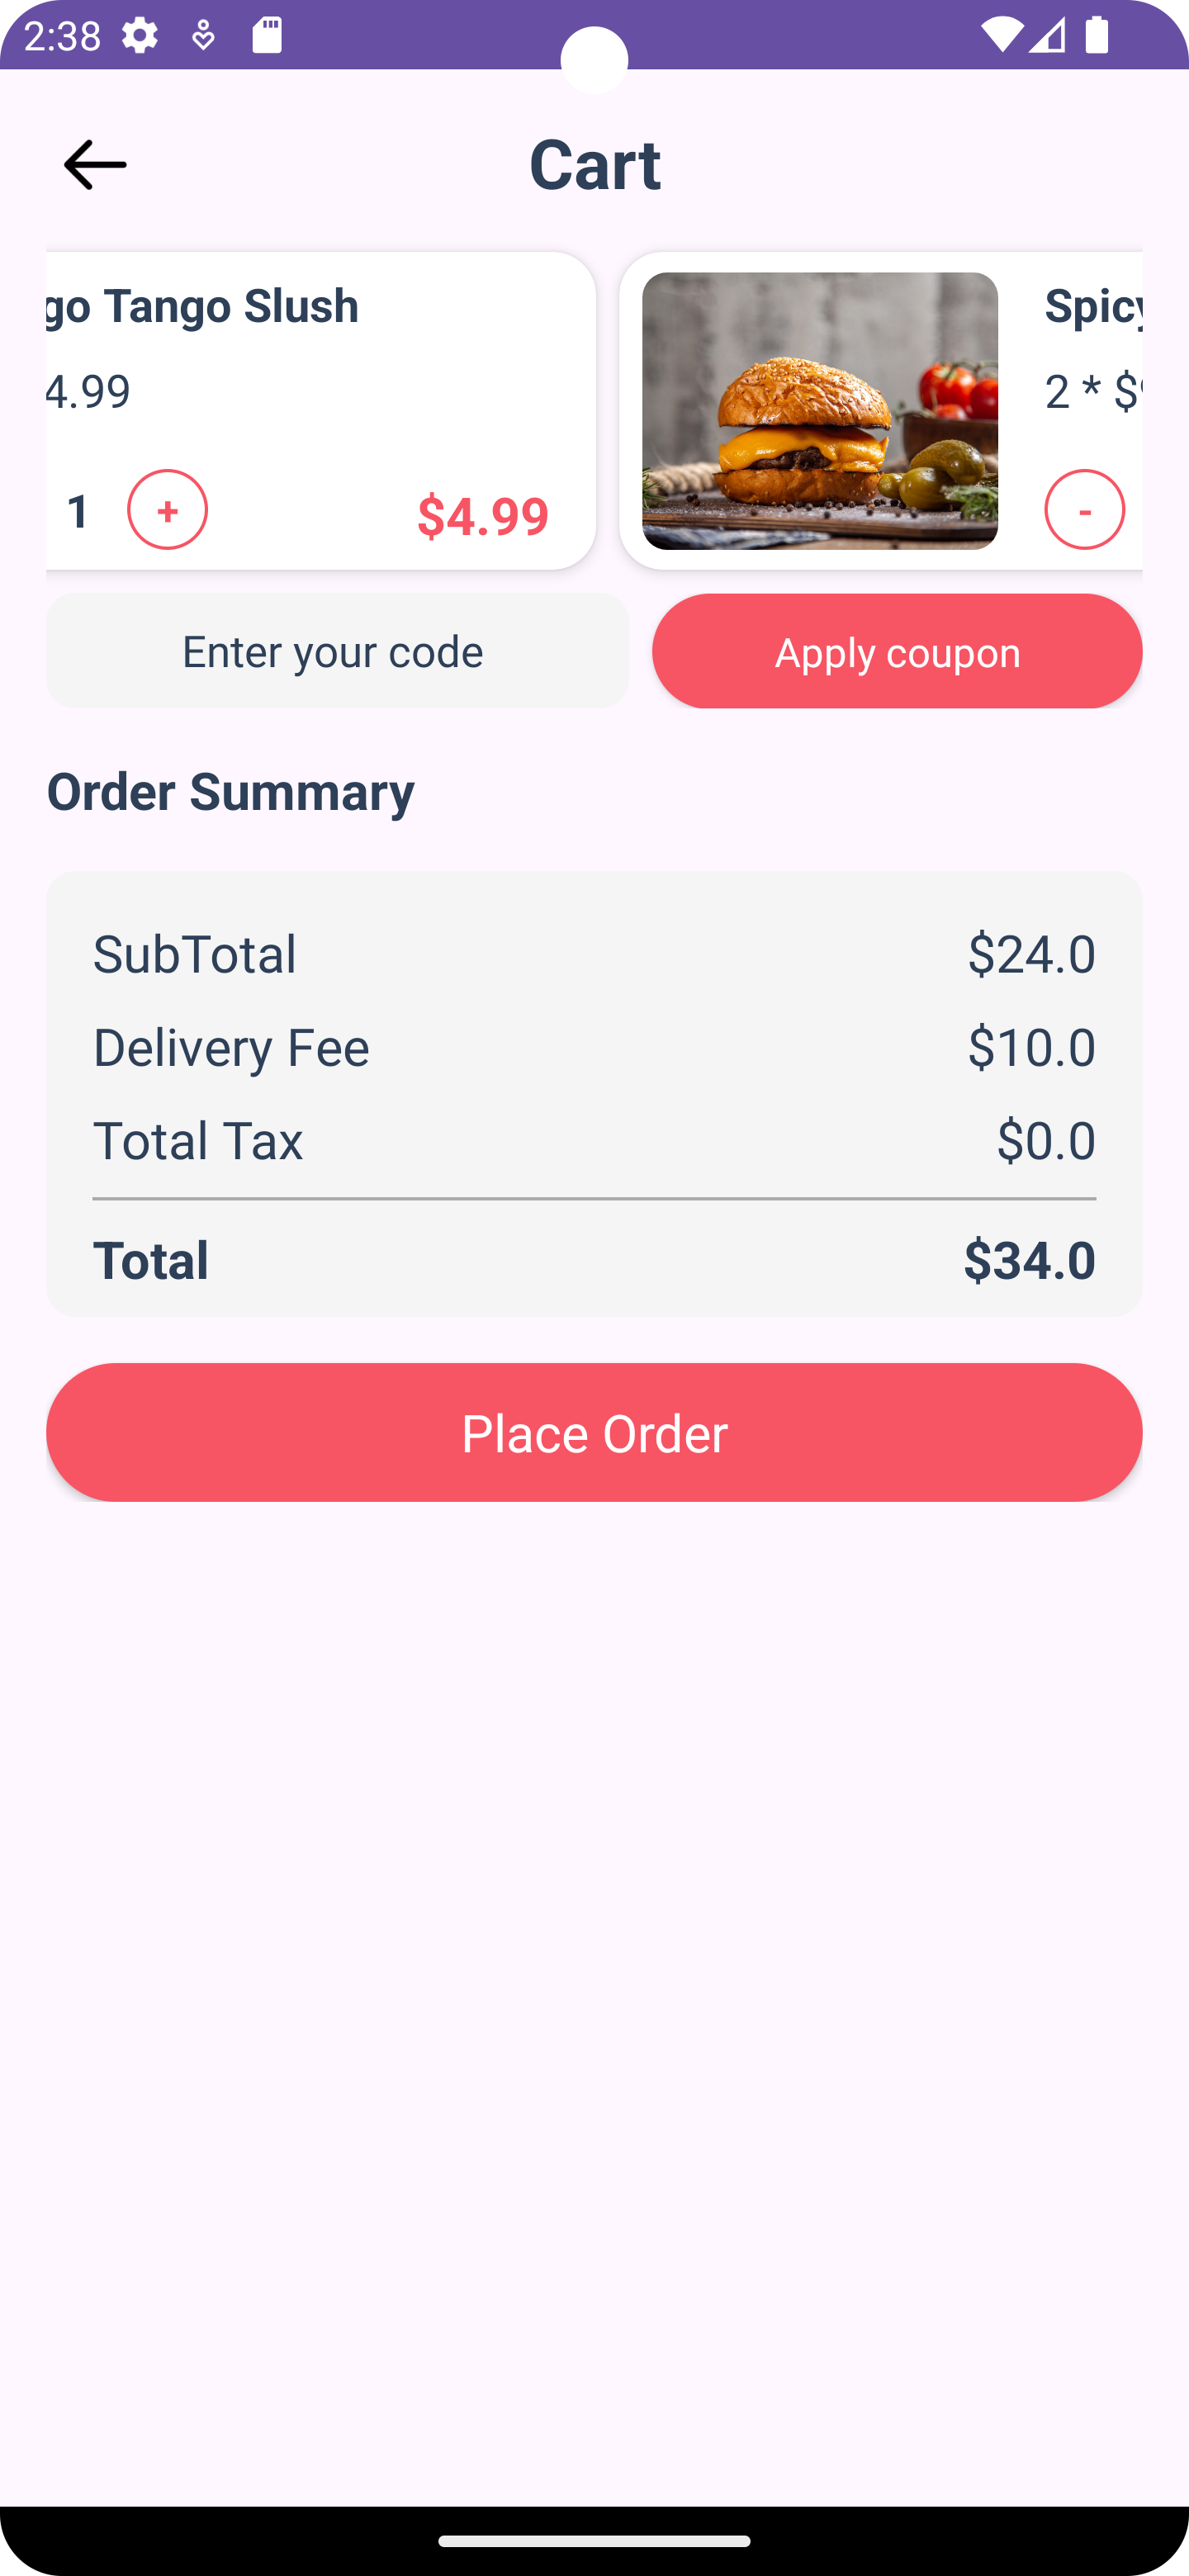 2:38
Cart
go Tango Slush
4.99
1 + $4.99
Spicy
2 * $
-
Enter your code
Apply coupon
Order Summary
SubTotal $24.0
Delivery Fee $10.0
Total Tax $0.0
Total $34.0
Place Order